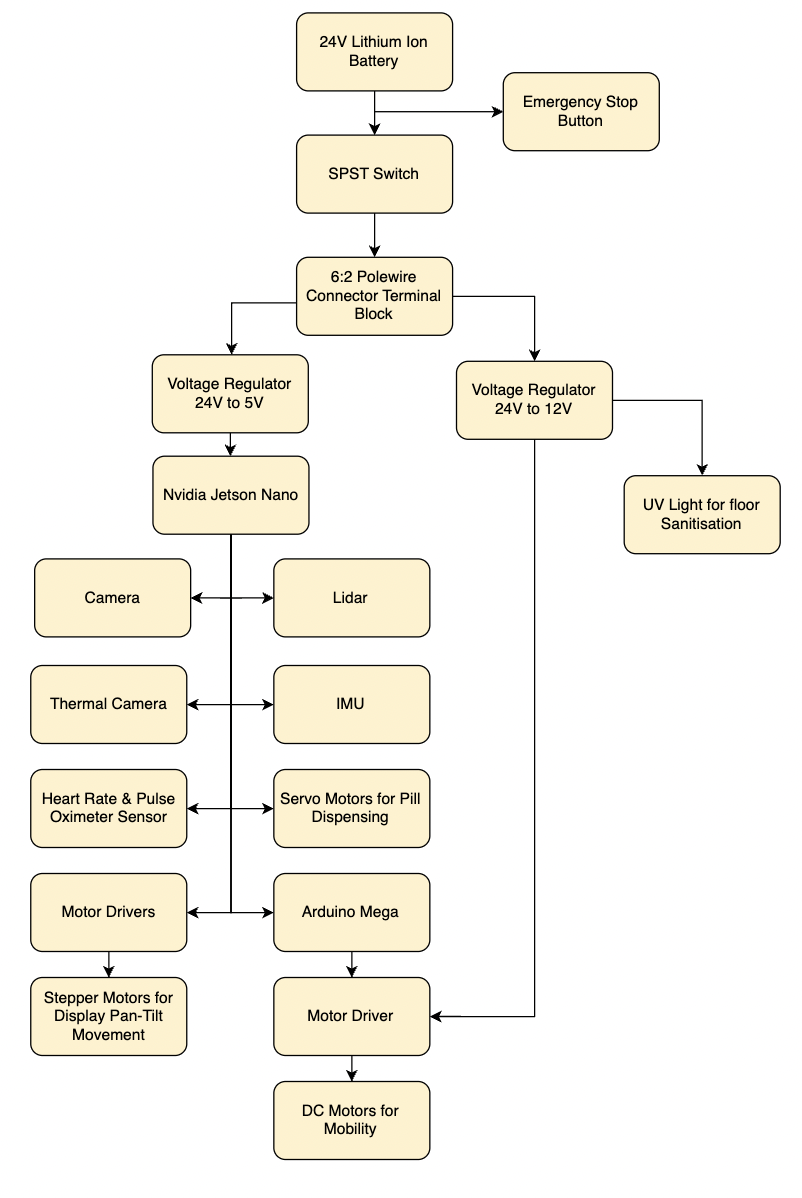 24V Lithium Ion
Battery
Emergency Stop
Button
SPST Switch
6:2 Polewire
Connector Terminal
Block
Voltage Regulator
24V to 5V
Voltage Regulator
24V to 12V
Nvidia Jetson Nano
UV Light for floor
Sanitisation
Camera
Lidar
Thermal Camera
IMU
Heart Rate & Pulse
Oximeter Sensor
Servo Motors for Pill
Dispensing
Motor Drivers
Arduino Mega
Stepper Motors for
Display Pan-Tilt
Movement
Motor Driver
DC Motors for
Mobility